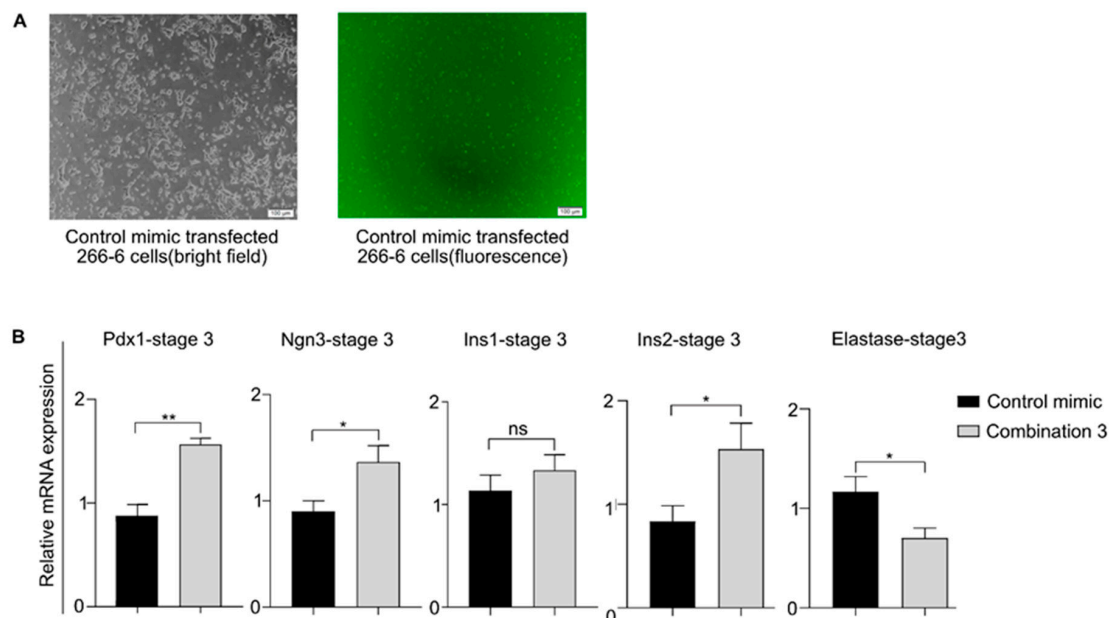 A
100 µm
100 µm
Control mimic transfected
266-6 cells(bright field)
Control mimic transfected
266-6 cells(fluorescence)
B
Pdx1-stage 3
Ngn3-stage 3
Ins1-stage 3
Ins2-stage 3
Elastase-stage3
Relative mRNA expression
2
1
0
**
2
1
0
*
2
1
0
ns
2
1
0
*
2
1
0
*
Control mimic
Combination 3